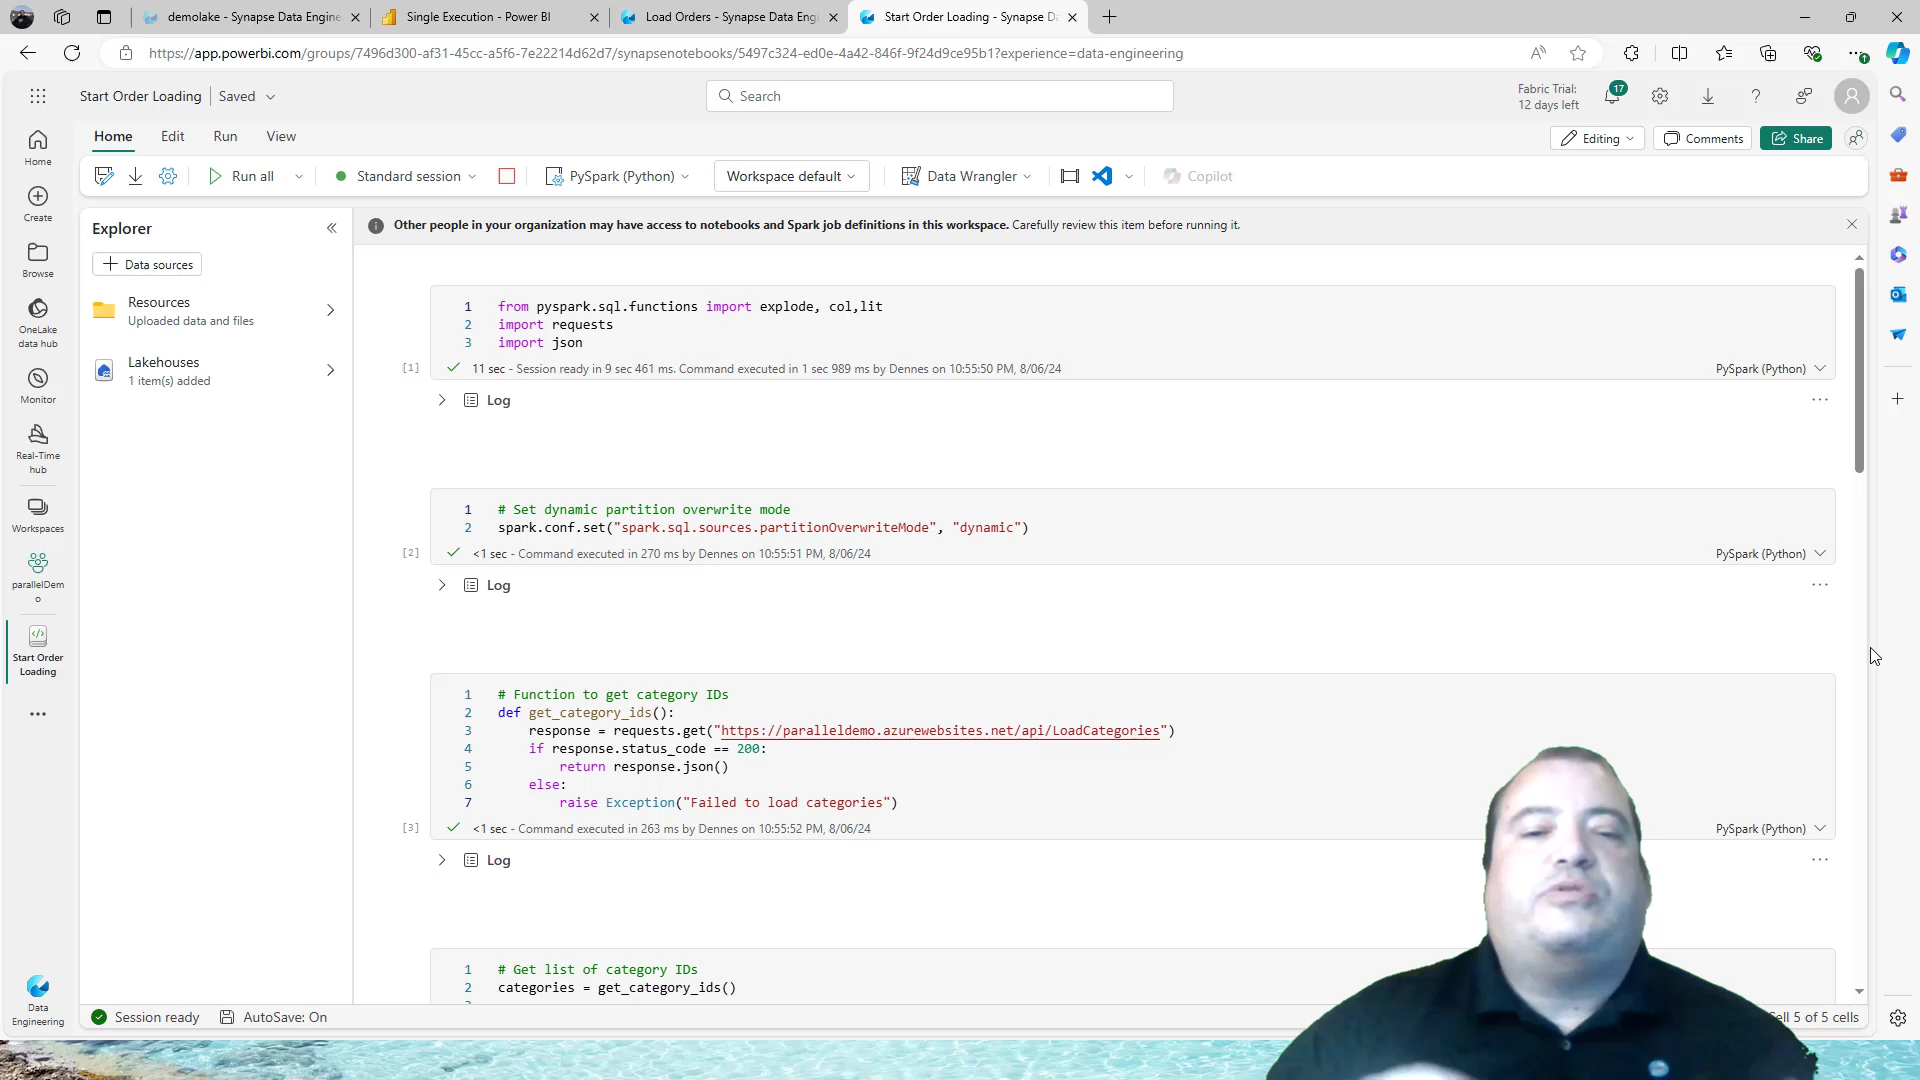 demolake - Synapse Data Engine
Single Execution - Power BI
Load Orders - Synapse Data Engi
Start Order Loading - Synapse Da
https://app.powerbi.com/groups/7496d300-af31-45cc-a5f6-7e22214d62d7/synapsenotebooks/5497c324-ed0e-4a42-846f-9f24d9ce95b1?experience=data-engineering
Start Order Loading
Saved
Search
Fabric Trial:
12 days left
17
Home
Edit
Run
View
Editing
Comments
Share
Run all
Standard session
PySpark (Python)
Workspace default
Data Wrangler
Copilot
Home
Create
Browse
OneLake
data hub
Monitor
Real-Time
hub
Workspaces
parallelDem
o
Start Order
Loading
Data
Engineering
Explorer
Data sources
Resources
Uploaded data and files
Lakehouses
1 item(s) added
Other people in your organization may have access to notebooks and Spark job definitions in this workspace. Carefully review this item before running it.
1 from pyspark.sql.functions import explode, col,lit
2 import requests
3 import json
[1] 11 sec - Session ready in 9 sec 461 ms. Command executed in 1 sec 989 ms by Dennes on 10:55:50 PM, 8/06/24 PySpark (Python)
Log
1 # Set dynamic partition overwrite mode
2 spark.conf.set("spark.sql.sources.partitionOverwriteMode", "dynamic")
[2] <1 sec - Command executed in 270 ms by Dennes on 10:55:51 PM, 8/06/24 PySpark (Python)
Log
1 # Function to get category IDs
2 def get_category_ids():
3 response = requests.get("https://paralleldemo.azurewebsites.net/api/LoadCategories")
4 if response.status_code == 200:
5 return response.json()
6 else:
7 raise Exception("Failed to load categories")
[3] <1 sec - Command executed in 263 ms by Dennes on 10:55:52 PM, 8/06/24 PySpark (Python)
Log
1 # Get list of category IDs
2 categories = get_category_ids()
Session ready
AutoSave: On
ell 5 of 5 cells